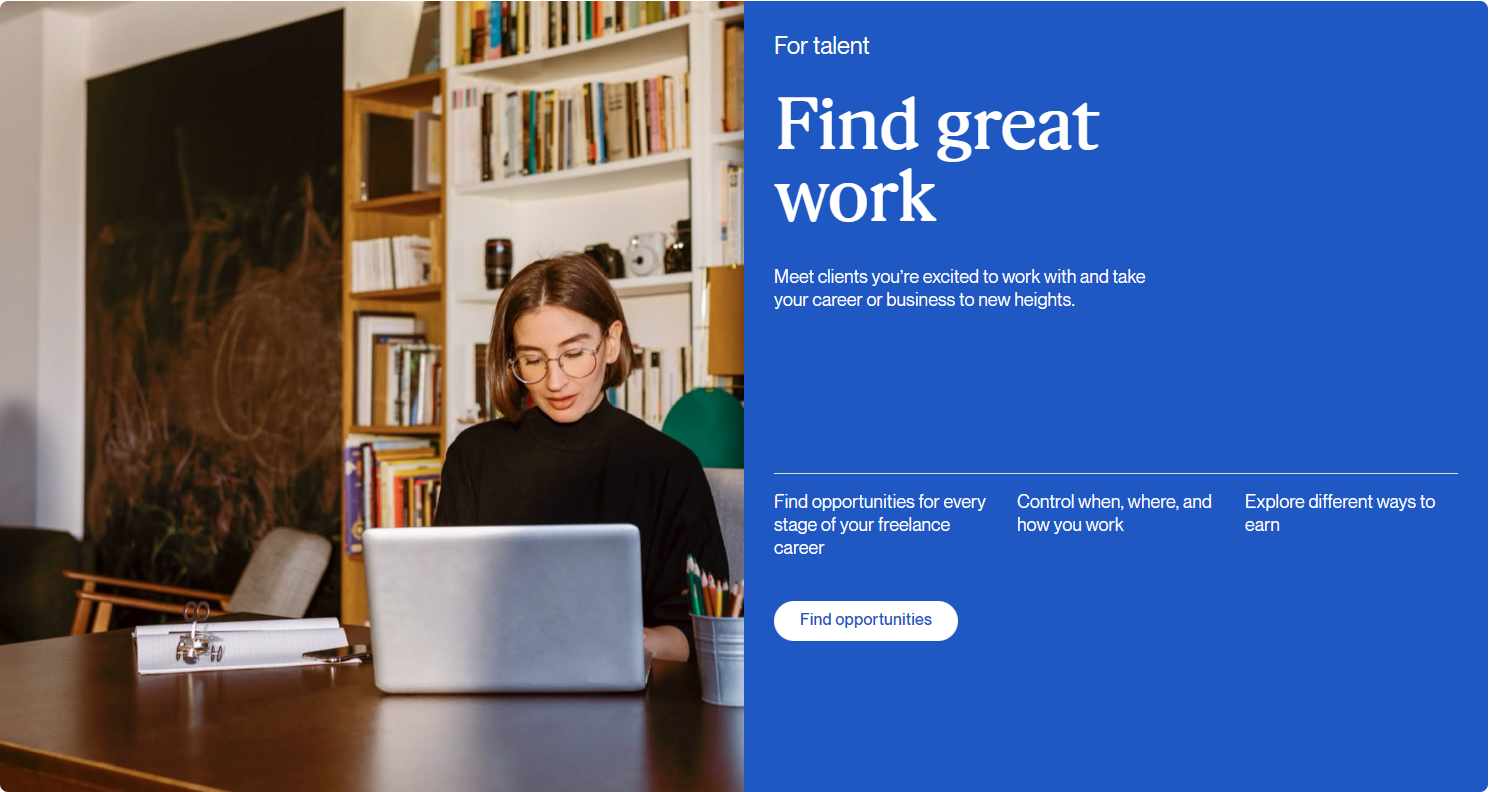 For talent
Find great
work
Meet clients you’re excited to work with and take
your career or business to new heights.
Find opportunities for every
stage of your freelance
career
Control when, where, and
how you work
Explore different ways to
earn
Find opportunities